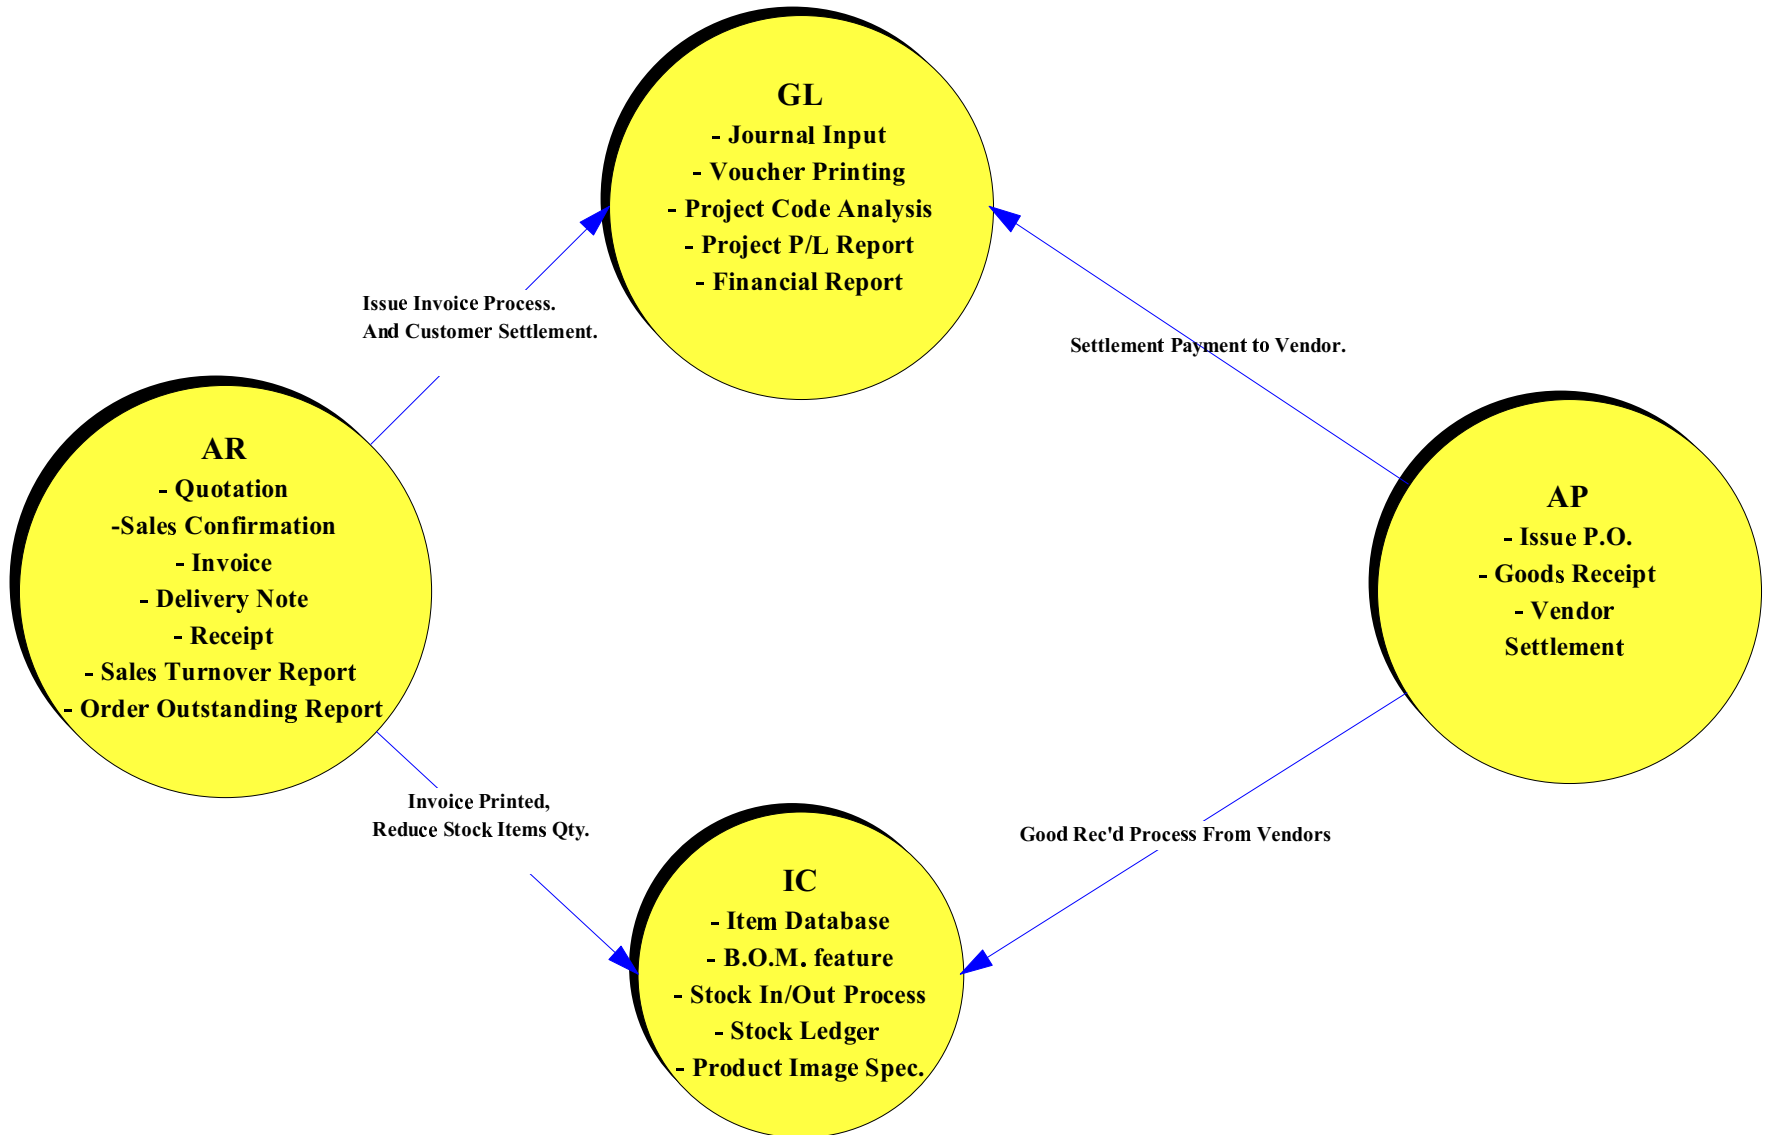 GL
- Journal Input
- Voucher Printing
- Project Code Analysis
- Project P/L Report
- Financial Report
Issue Invoice Process.
And Customer Settlement.
Settlement Payment to Vendor.
AR
- Quotation
-Sales Confirmation
- Invoice
- Delivery Note
- Receipt
- Sales Turnover Report
- Order Outstanding Report
AP
- Issue P.O.
- Goods Receipt
- Vendor
Settlement
Invoice Printed,
Reduce Stock Items Qty.
Good Rec'd Process From Vendors
IC
- Item Database
- B.O.M. feature
- Stock In/Out Process
- Stock Ledger
- Product Image Spec.